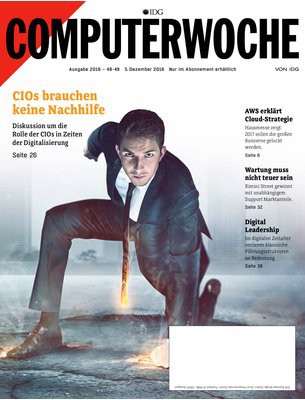 IDG
COMPUTERWOCHE
Ausgabe 2016 – 48-49 5. Dezember 2016 Nur im Abonnement erhältlich VON IDG
CIOs brauchen
keine Nachhilfe
Diskussion um die
Rolle der CIOs in Zeiten
der Digitalisierung
Seite 26
AWS erklärt
Cloud-Strategie
Hausmesse zeigt:
2017 sollen die großen
Konzerne gelockt
werden.
Seite 6
Wartung muss
nicht teuer sein
Rimini Street gewinnt
mit unabhängigem
Support Marktanteile.
Seite 32
Digital
Leadership
Im digitalen Zeitalter
verlieren klassische
Führungsstrukturen
an Bedeutung.
Seite 38